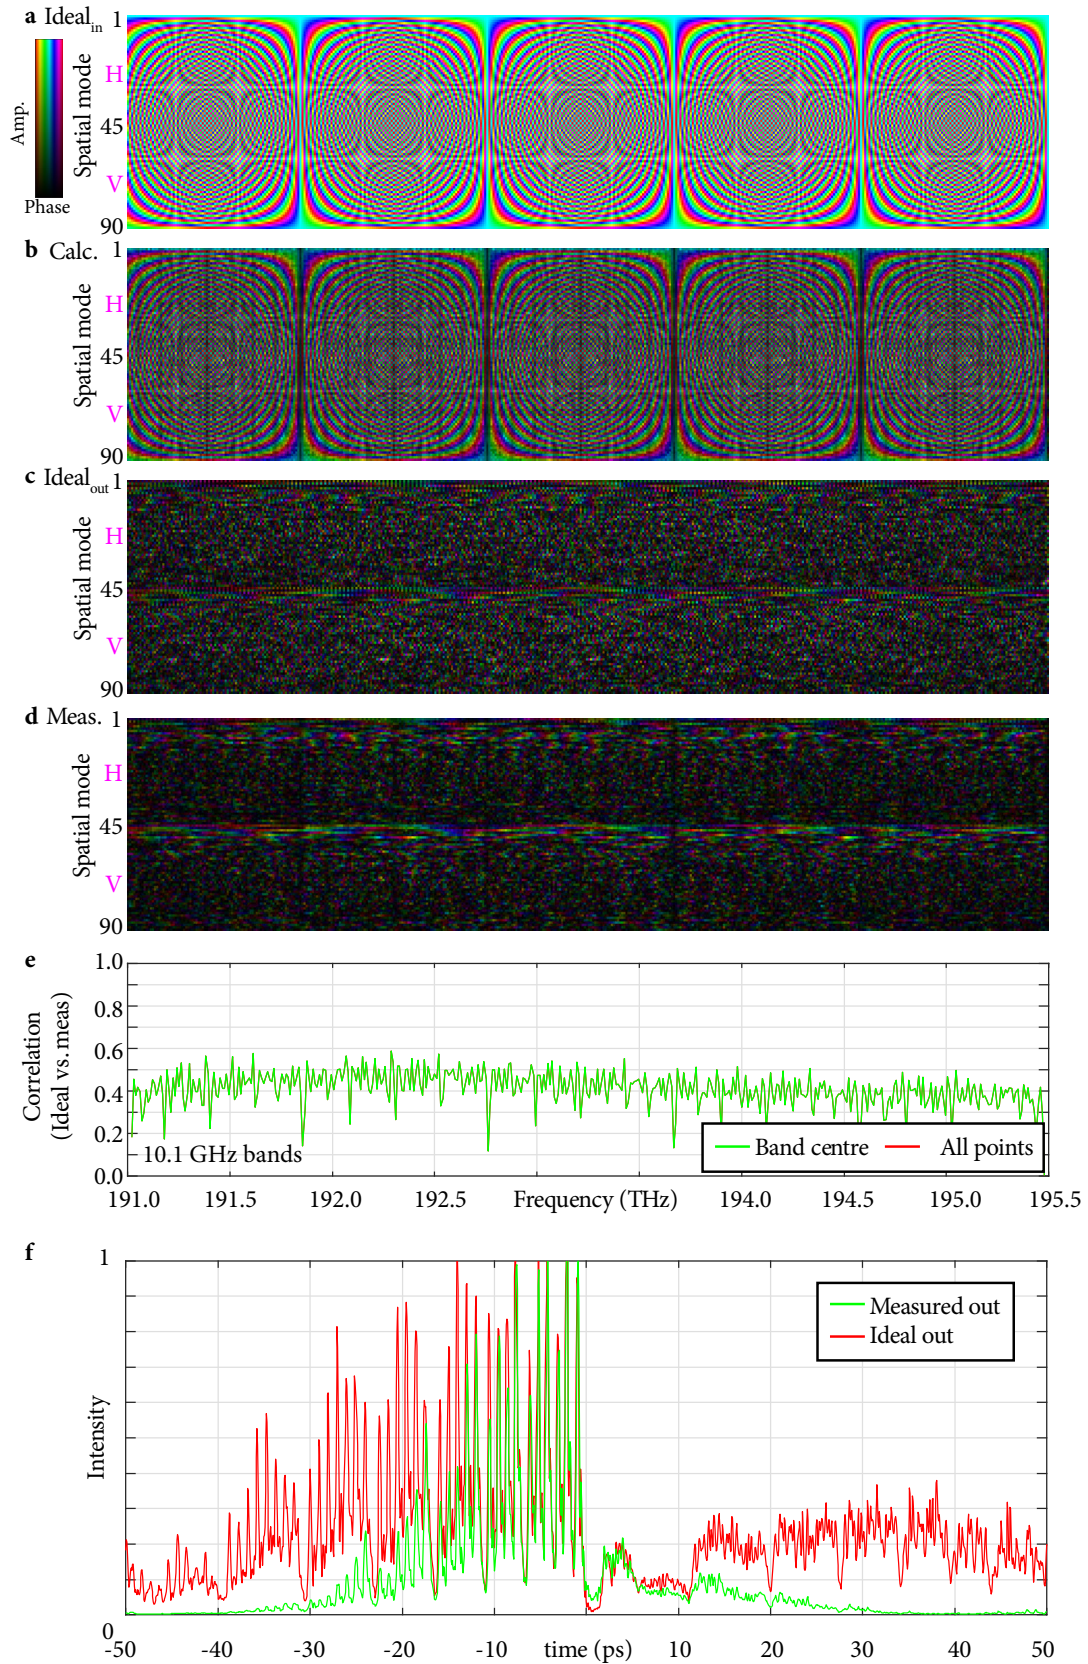 a Ideal_in
1
H
45
V
90
Spatial mode
Amp.
Phase
b Calc.
1
H
45
V
90
Spatial mode
c Ideal_out
1
H
45
V
90
Spatial mode
d Meas.
1
H
45
V
90
Spatial mode
e
1.0
0.8
0.6
0.4
0.2
0.0
Correlation
(Ideal vs. meas)
10.1 GHz bands
Band centre
All points
191.0 191.5 192.0 192.5 Frequency (THz) 194.0 194.5 195.0 195.5
f
1
Intensity
0
Measured out
Ideal out
-50 -40 -30 -20 -10 time (ps) 10 20 30 40 50